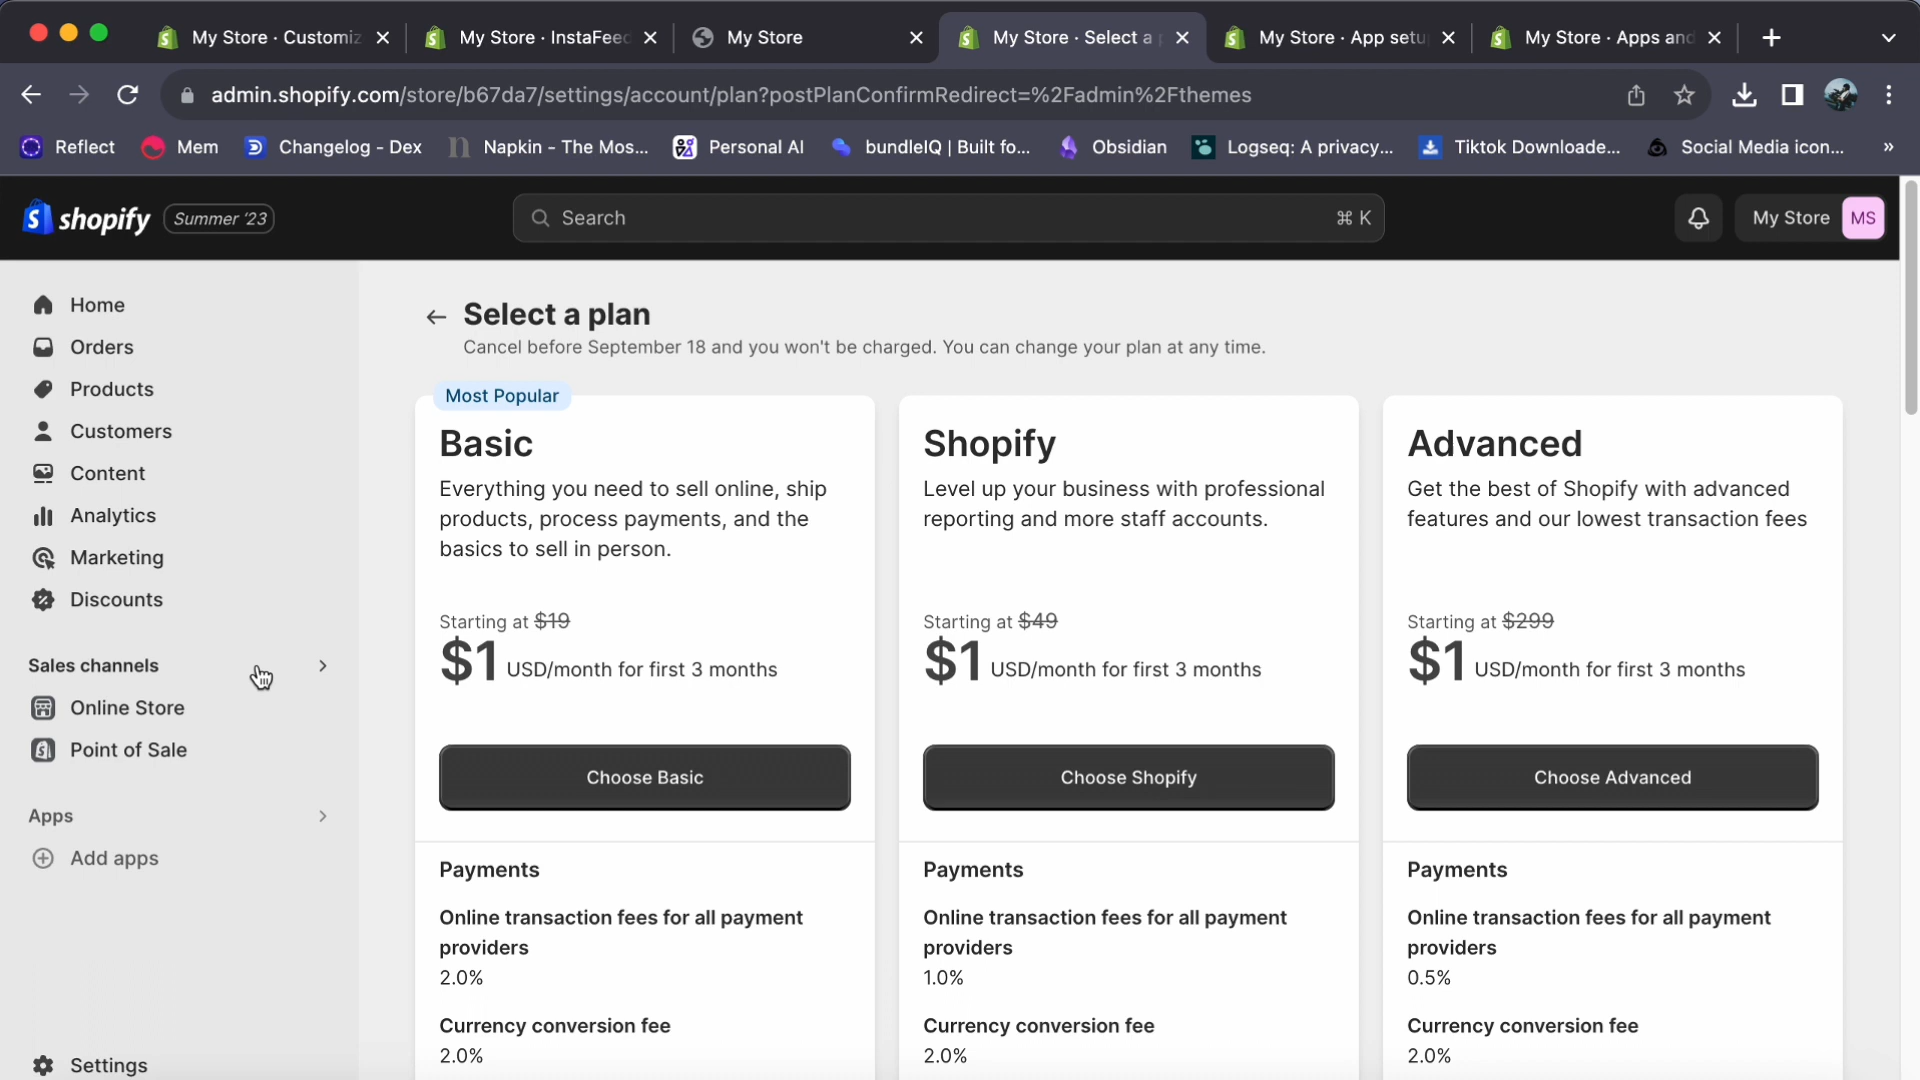 My Store · Customiz
My Store · InstaFeed
My Store
My Store · Select a p
My Store · App setu
My Store · Apps and
admin.shopify.com/store/b67da7/settings/account/plan?postPlanConfirmRedirect=%2Fadmin%2Fthemes
Reflect
Mem
Changelog - Dex
Napkin - The Mos...
Personal AI
bundleIQ | Built fo...
Obsidian
Logseq: A privacy...
Tiktok Downloade...
Social Media icon...
»
shopify
Summer '23
Search
⌘ K
My Store
MS
Home
Orders
Products
Customers
Content
Analytics
Marketing
Discounts
Sales channels
Online Store
Point of Sale
Apps
Add apps
Settings
Select a plan
Cancel before September 18 and you won't be charged. You can change your plan at any time.
Most Popular
Basic
Everything you need to sell online, ship
products, process payments, and the
basics to sell in person.
Starting at $19
$1 USD/month for first 3 months
Choose Basic
Payments
Online transaction fees for all payment
providers
2.0%
Currency conversion fee
2.0%
Shopify
Level up your business with professional
reporting and more staff accounts.
Starting at $49
$1 USD/month for first 3 months
Choose Shopify
Payments
Online transaction fees for all payment
providers
1.0%
Currency conversion fee
2.0%
Advanced
Get the best of Shopify with advanced
features and our lowest transaction fees
Starting at $299
$1 USD/month for first 3 months
Choose Advanced
Payments
Online transaction fees for all payment
providers
0.5%
Currency conversion fee
2.0%